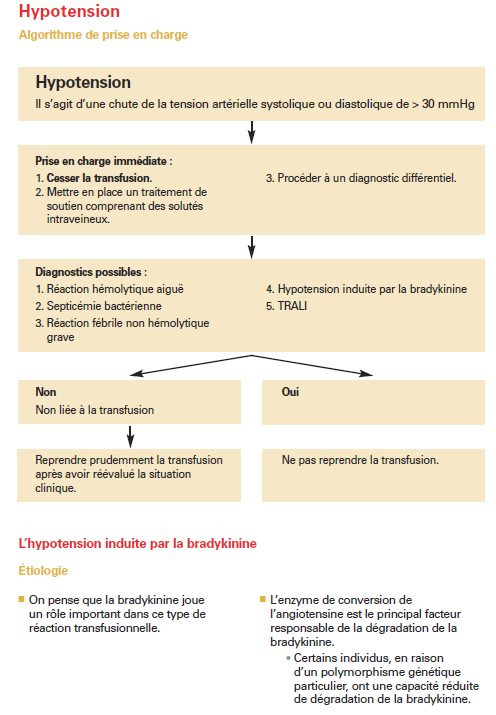 Hypotension
Algorithme de prise en charge
Hypotension
Il s'agit d'une chute de la tension artérielle systolique ou diastolique de > 30 mmHg
Prise en charge immédiate :
1. Cesser la transfusion.
2. Mettre en place un traitement de
soutien comprenant des solutés
intraveineux.
3. Procéder à un diagnostic différentiel.
Diagnostics possibles :
1. Réaction hémolytique aiguë
2. Septicémie bactérienne
3. Réaction fébrile non hémolytique
grave
4. Hypotension induite par la bradykinine
5. TRALI
Non
Non liée à la transfusion
Oui
Reprendre prudemment la transfusion
après avoir réévalué la situation
clinique.
Ne pas reprendre la transfusion.
L'hypotension induite par la bradykinine
Étiologie
On pense que la bradykinine joue
un rôle important dans ce type de
réaction transfusionnelle.
L'enzyme de conversion de
l'angiotensine est le principal facteur
responsable de la dégradation de la
bradykinine.
• Certains individus, en raison
d'un polymorphisme génétique
particulier, ont une capacité réduite
de dégradation de la bradykinine.